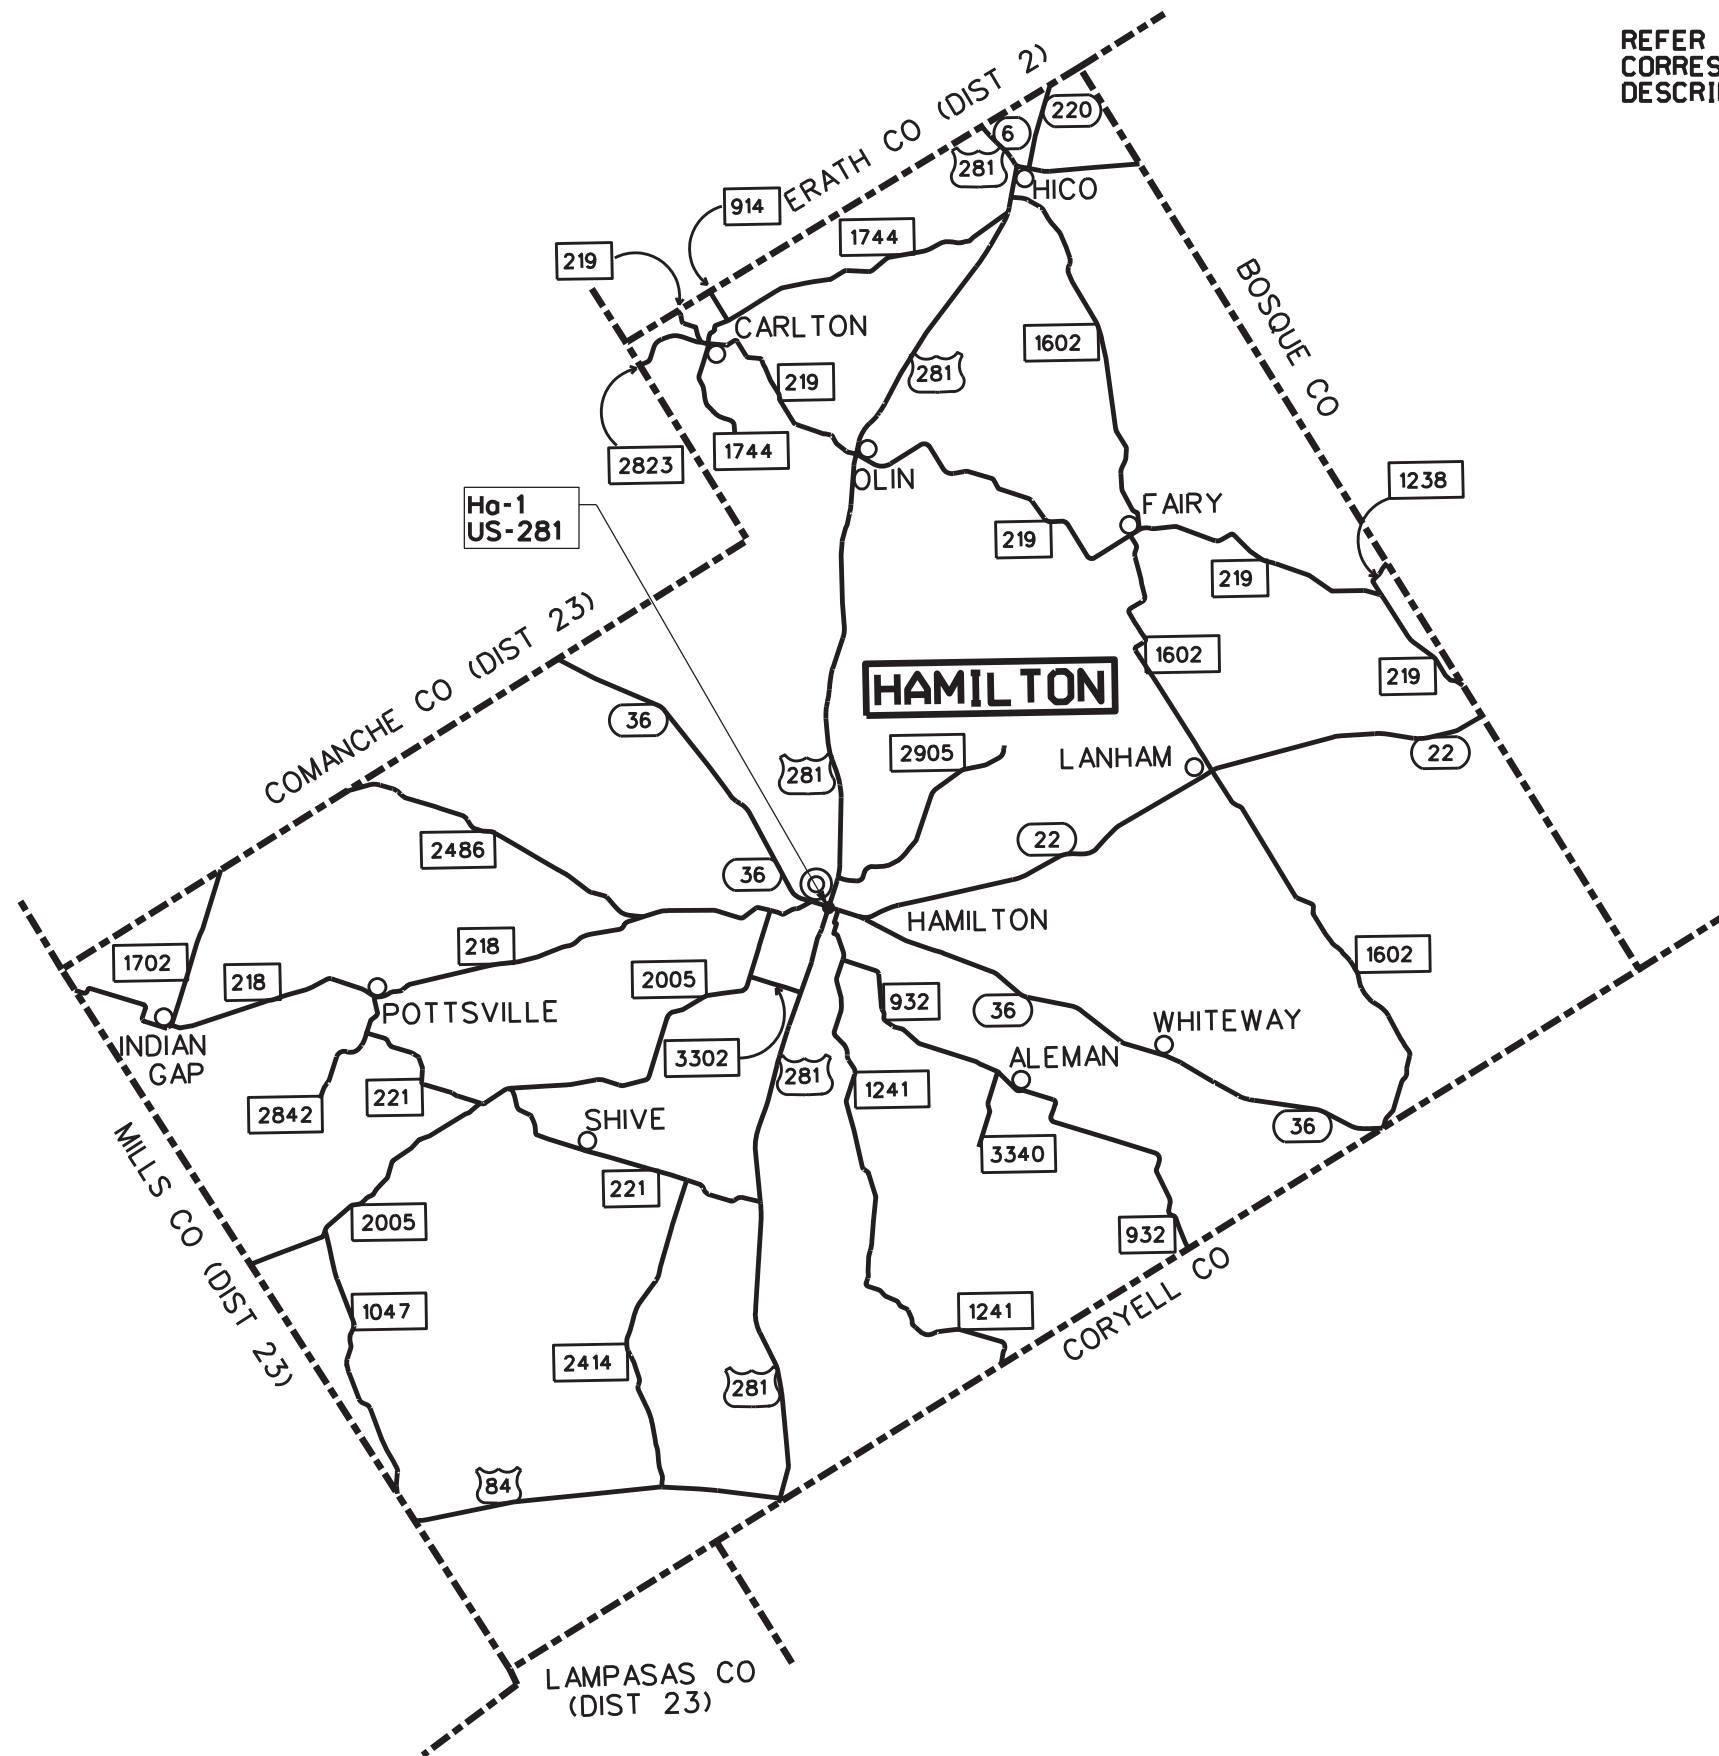 REFER
CORRES
DESCRI
ERATH CO (DIST 2)
220
6
281
HICO
914
1744
219
CARLTON
BOSQUE CO
1602
281
219
1744
2823
OLIN
1238
Ha-1
US-281
FAIRY
219
219
COMANCHE CO (DIST 23)
1602
219
HAMILTON
36
2905
LANHAM
22
281
22
2486
36
HAMILTON
218
1602
1702
218
2005
932
36
POTTSVILLE
WHITEWAY
INDIAN
GAP
3302
ALEMAN
281
1241
2842
221
SHIVE
36
3340
MILLS CO (DIST 23)
221
2005
932
CORYELL CO
1047
1241
2414
281
84
LAMPASAS CO
(DIST 23)